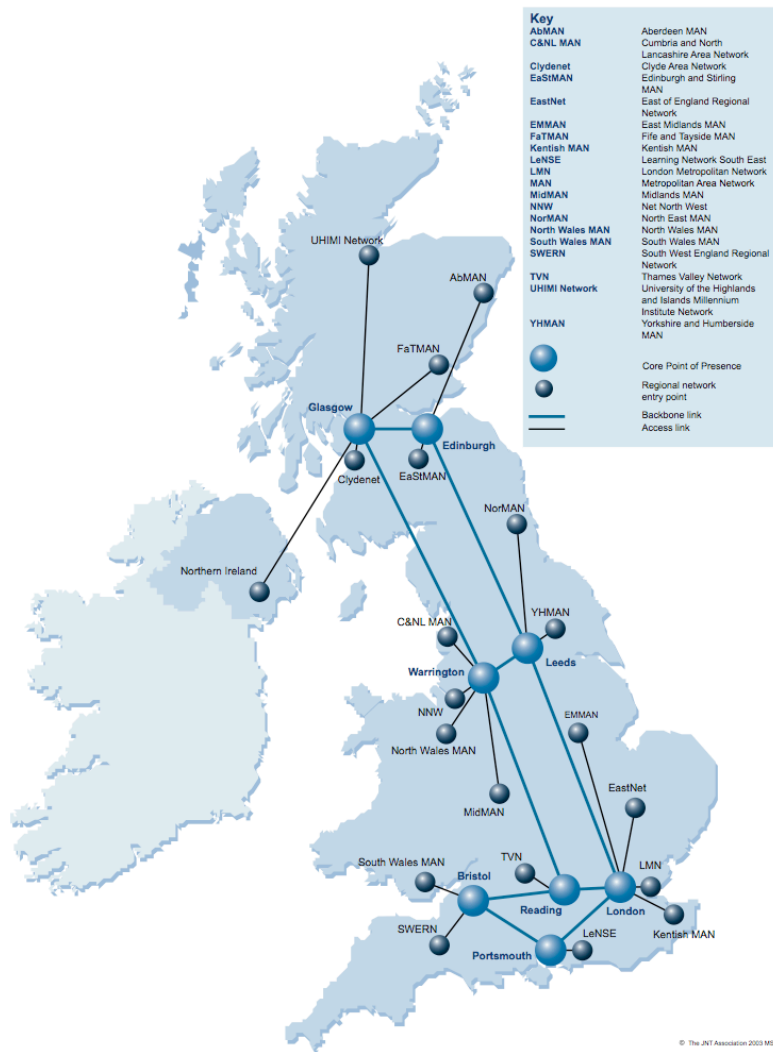 Key
AbMAN Aberdeen MAN
C&NL MAN Cumbria and North
Lancashire Area Network
Clydenet Clyde Area Network
EaStMAN Edinburgh and Stirling
MAN
EastNet East of England Regional
Network
EMMAN East Midlands MAN
FaTMAN Fife and Tayside MAN
Kentish MAN Kentish MAN
LeNSE Learning Network South East
LMN London Metropolitan Network
MAN Metropolitan Area Network
MidMAN Midlands MAN
NNW Net North West
NorMAN North East MAN
North Wales MAN North Wales MAN
South Wales MAN South Wales MAN
SWERN South West England Regional
Network
TVN Thames Valley Network
UHIMI Network University of the Highlands
and Islands Millennium
Institute Network
YHMAN Yorkshire and Humberside
MAN
Core Point of Presence
Regional network
entry point
Backbone link
Access link
UHIMI Network
AbMAN
FaTMAN
Glasgow
Edinburgh
Clydenet
EaStMAN
NorMAN
Northern Ireland
YHMAN
C&NL MAN
Leeds
Warrington
NNW
EMMAN
North Wales MAN
EastNet
MidMAN
TVN
South Wales MAN
LMN
Bristol
Reading
London
SWERN
Kentish MAN
LeNSE
Portsmouth
© The JNT Association 2003 MS